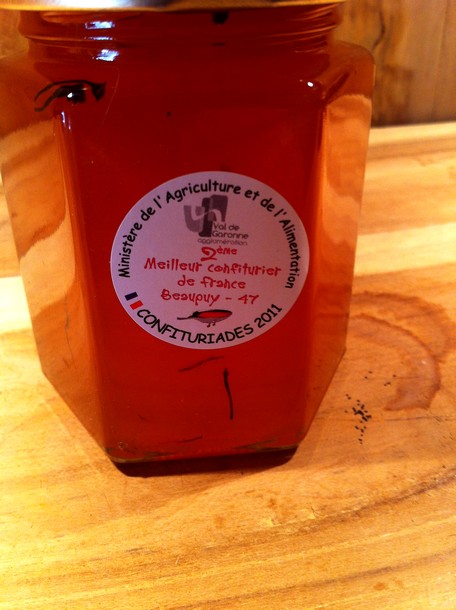 Ministère de l'Agriculture et de l'Alimentation
Val de
Garonne
agglomération
2ème
Meilleur confiturier
de france
Beaupuy - 47
CONFITURIADES 2011